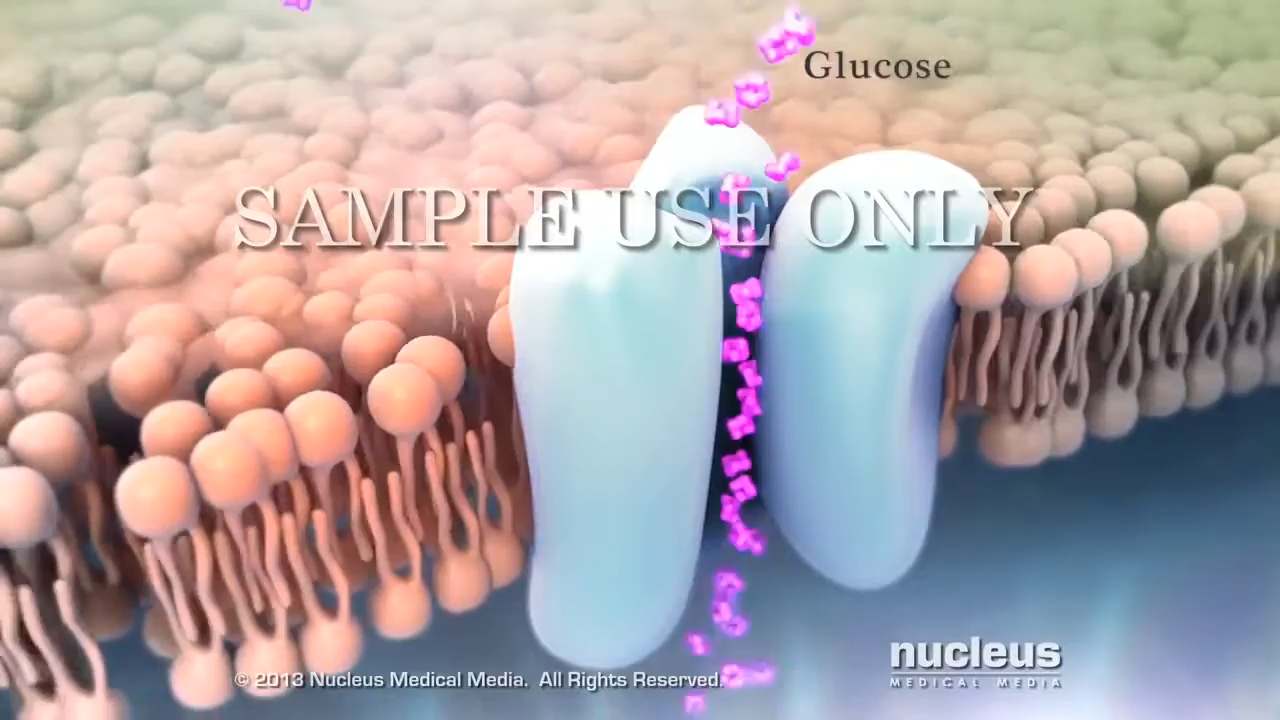 Glucose
SAMPLE USE ONLY
© 2013 Nucleus Medical Media. All Rights Reserved.
nucleus
MEDICAL MEDIA